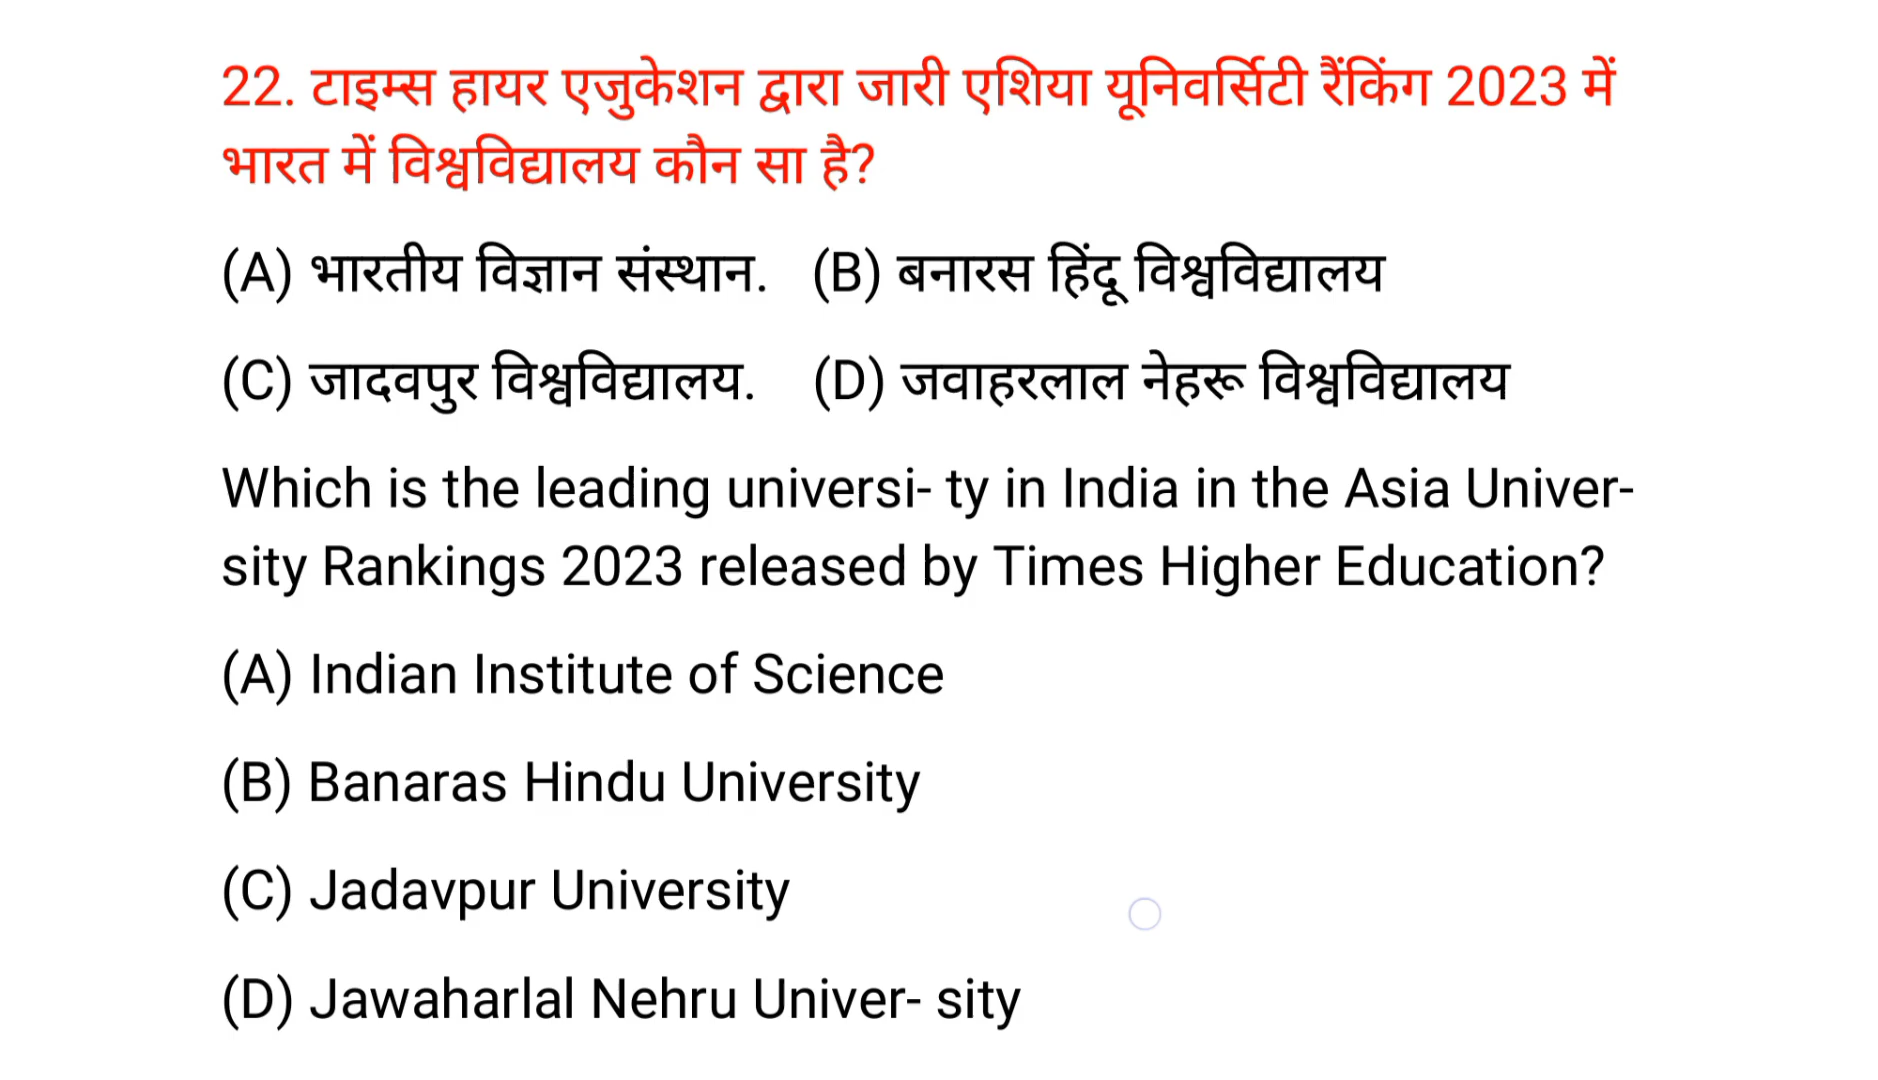 22. टाइम्स हायर एजुकेशन द्वारा जारी एशिया यूनिवर्सिटी रैंकिंग 2023 में
भारत में विश्वविद्यालय कौन सा है?
(A) भारतीय विज्ञान संस्थान. (B) बनारस हिंदू विश्वविद्यालय
(C) जादवपुर विश्वविद्यालय. (D) जवाहरलाल नेहरू विश्वविद्यालय
Which is the leading universi- ty in India in the Asia Univer-
sity Rankings 2023 released by Times Higher Education?
(A) Indian Institute of Science
(B) Banaras Hindu University
(C) Jadavpur University
(D) Jawaharlal Nehru Univer- sity